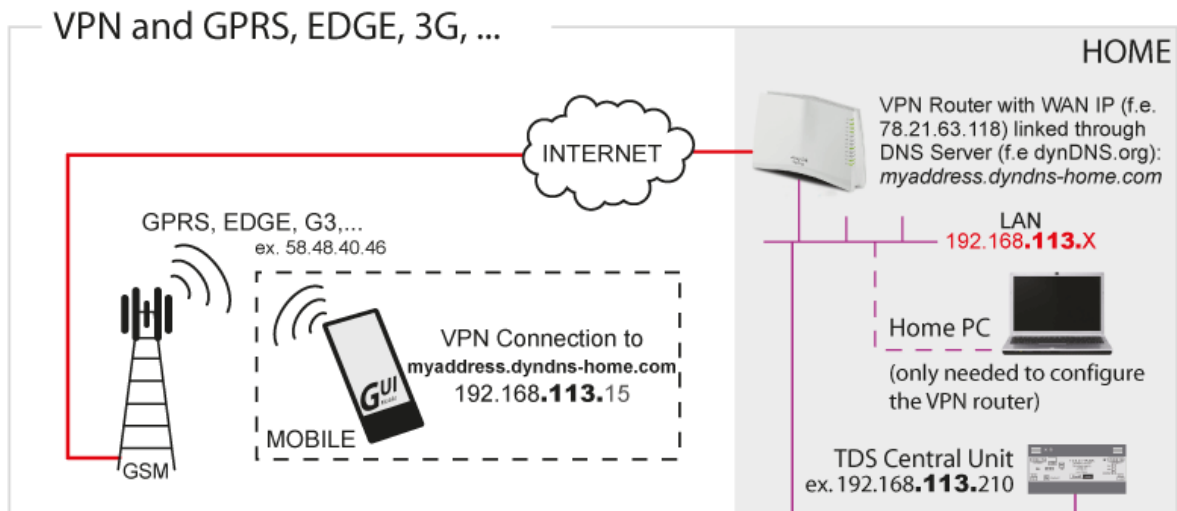 VPN and GPRS, EDGE, 3G, ...
HOME
VPN Router with WAN IP (f.e.
78.21.63.118) linked through
DNS Server (f.e dynDNS.org):
myaddress.dyndns-home.com
INTERNET
GPRS, EDGE, G3,...
ex. 58.48.40.46
LAN
192.168.113.X
VPN Connection to
myaddress.dyndns-home.com
192.168.113.15
GUI
MOBILE
GSM
Home PC
(only needed to configure
the VPN router)
TDS Central Unit
ex. 192.168.113.210